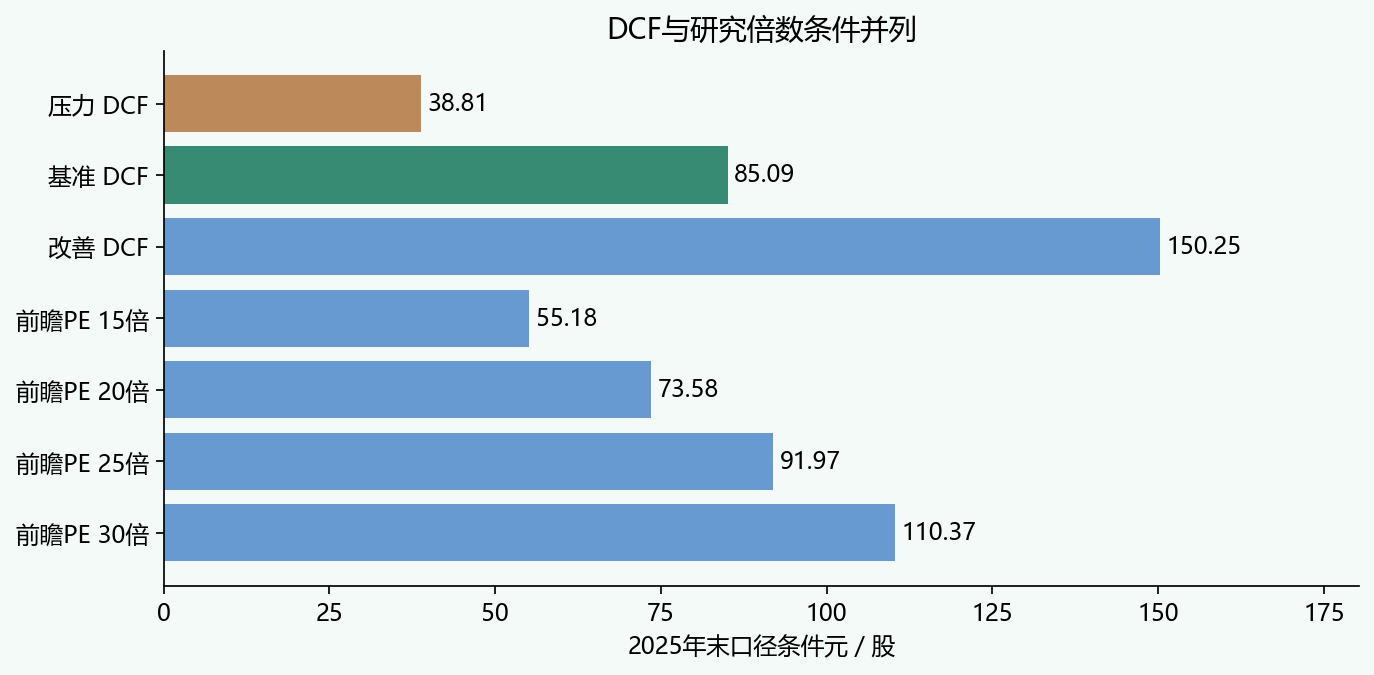 DCF与研究倍数条件并列
压力 DCF
38.81
基准 DCF
85.09
改善 DCF
150.25
前瞻PE 15倍
55.18
前瞻PE 20倍
73.58
前瞻PE 25倍
91.97
前瞻PE 30倍
110.37
0 25 50 75 100 125 150 175
2025年末口径条件元 / 股